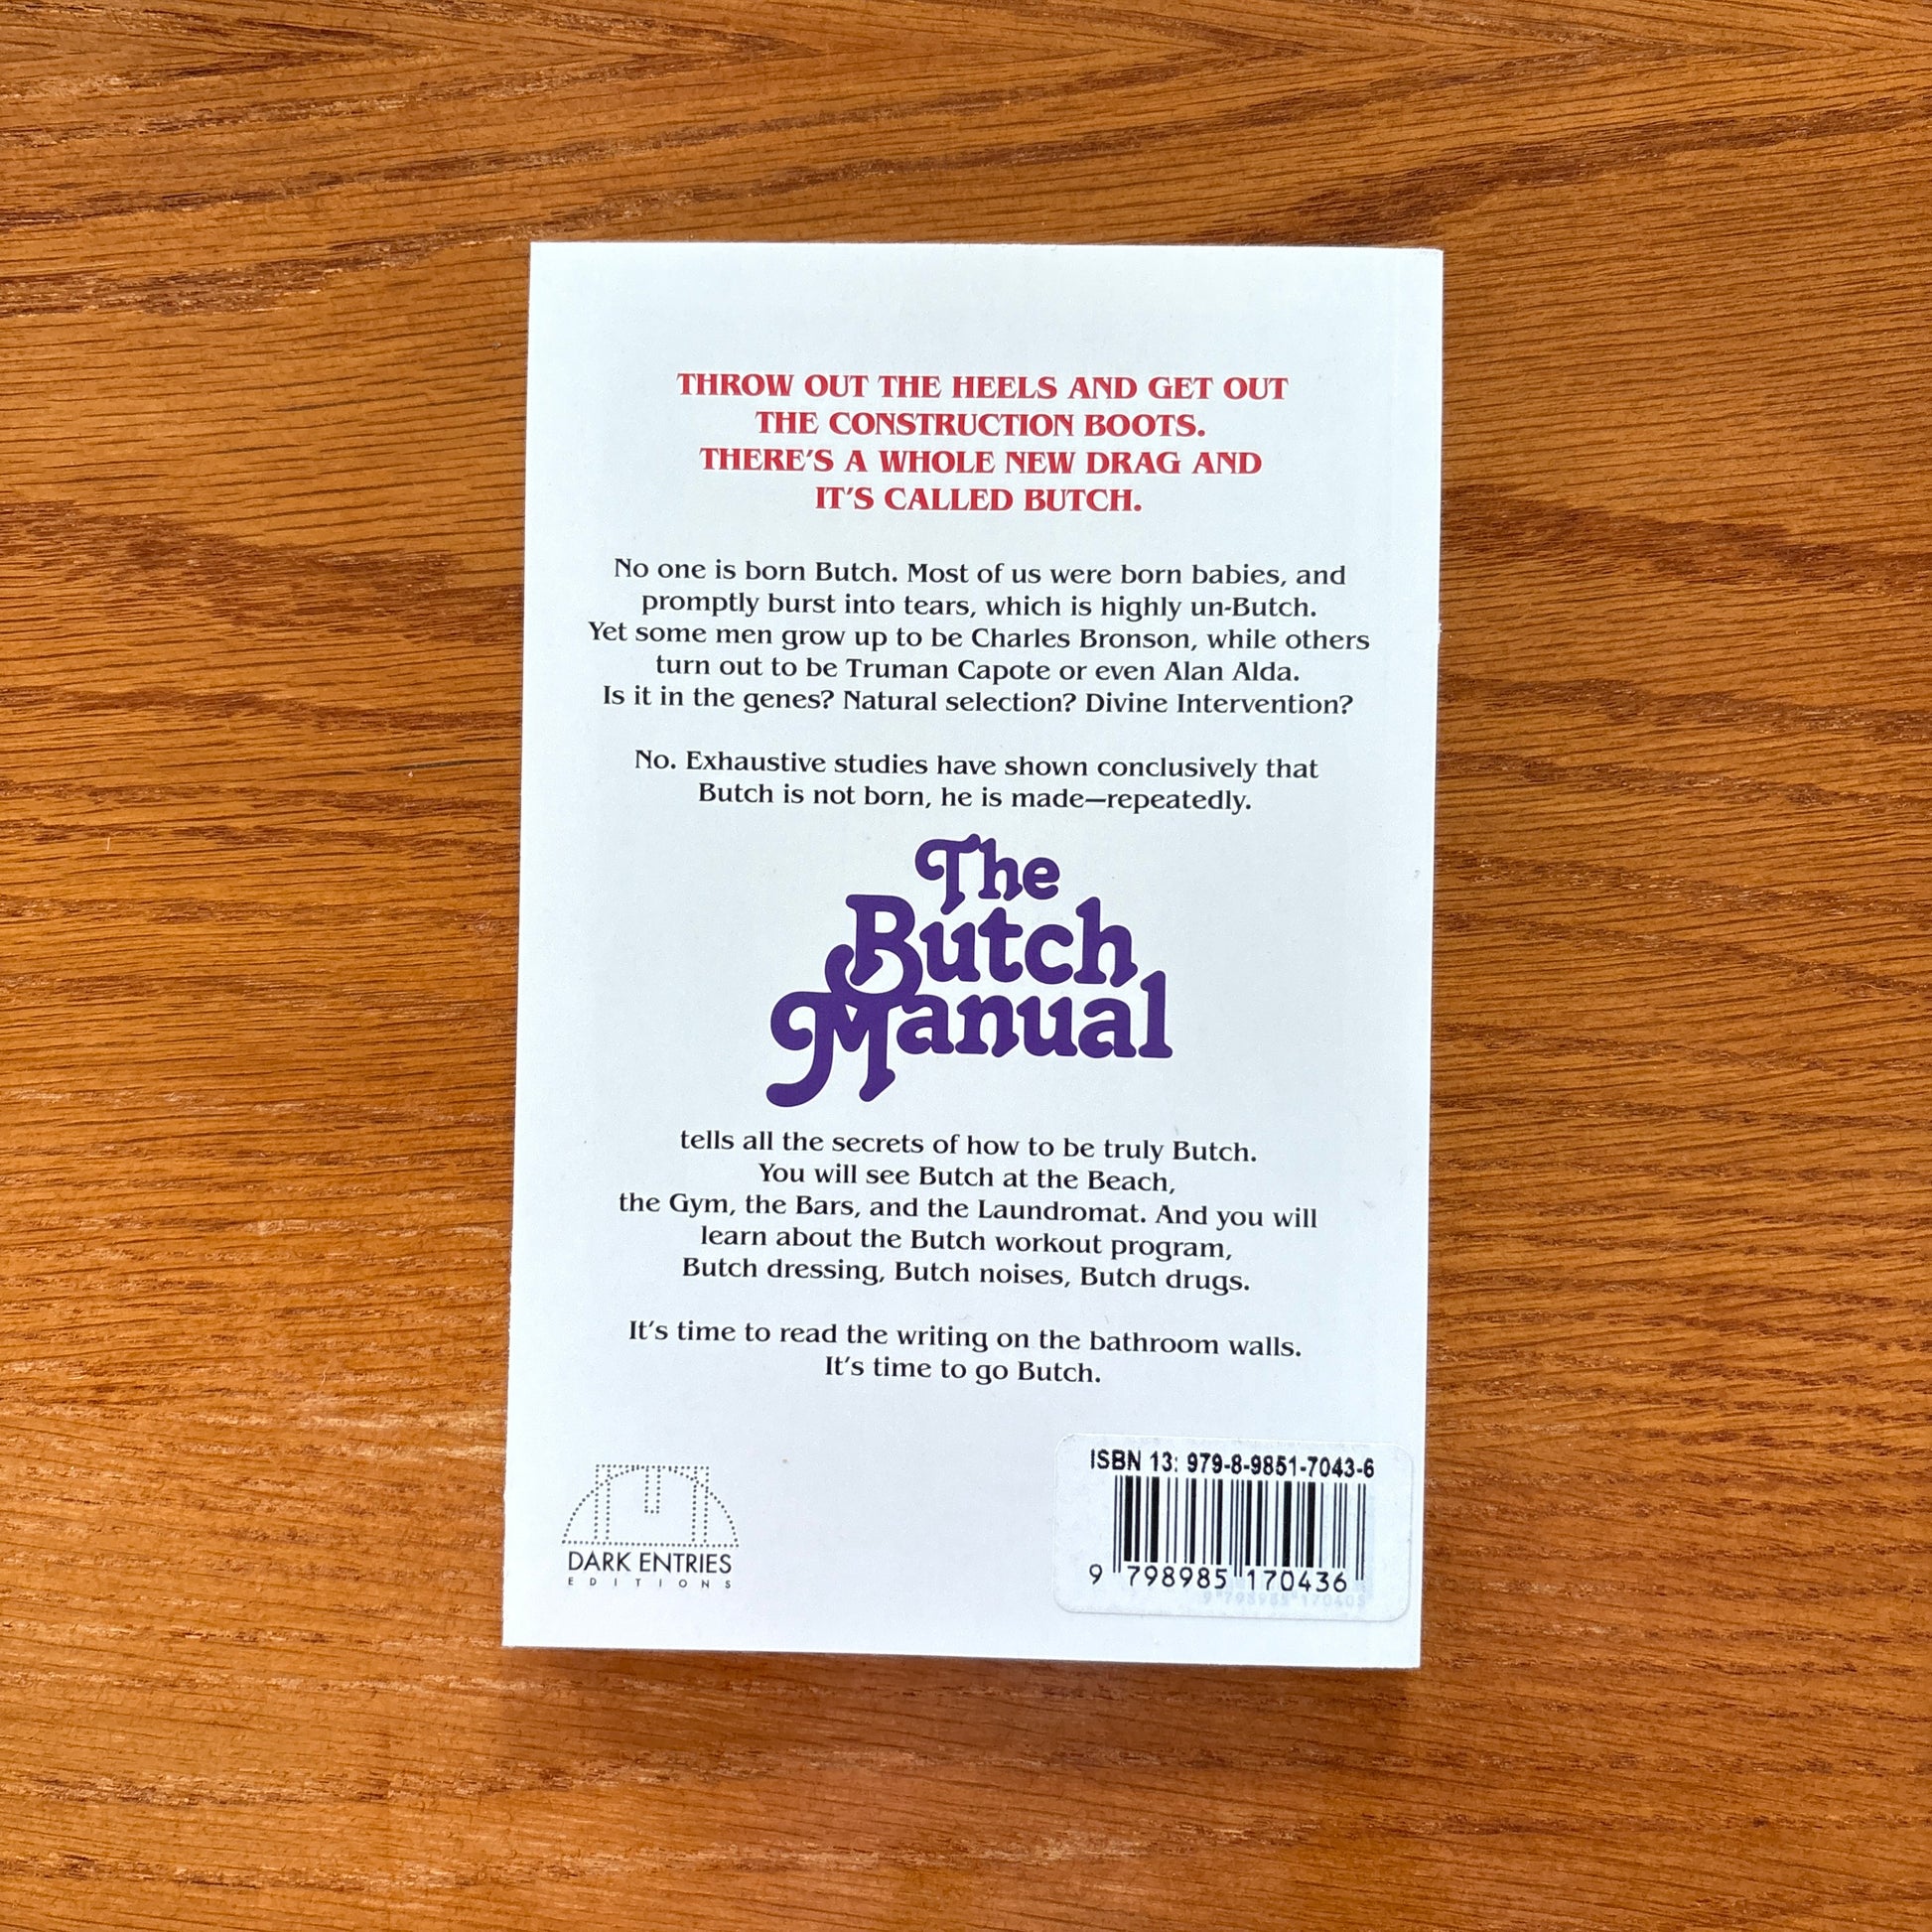 THROW OUT THE HEELS AND GET OUT
THE CONSTRUCTION BOOTS.
THERE'S A WHOLE NEW DRAG AND
IT'S CALLED BUTCH.
No one is born Butch. Most of us were born babies, and
promptly burst into tears, which is highly un-Butch.
Yet some men grow up to be Charles Bronson, while others
turn out to be Truman Capote or even Alan Alda.
Is it in the genes? Natural selection? Divine Intervention?
No. Exhaustive studies have shown conclusively that
Butch is not born, he is made—repeatedly.
The
Butch
Manual
tells all the secrets of how to be truly Butch.
You will see Butch at the Beach,
the Gym, the Bars, and the Laundromat. And you will
learn about the Butch workout program,
Butch dressing, Butch noises, Butch drugs.
It's time to read the writing on the bathroom walls.
It's time to go Butch.
DARK ENTRIES
EDITIONS
ISBN 13: 979-8-9851-7043-6
9 798985 170436